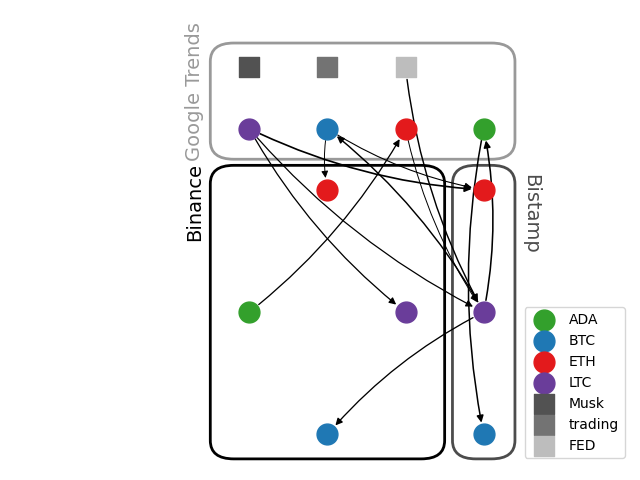 Google Trends
Binance
Bistamp
ADA
BTC
ETH
LTC
Musk
trading
FED